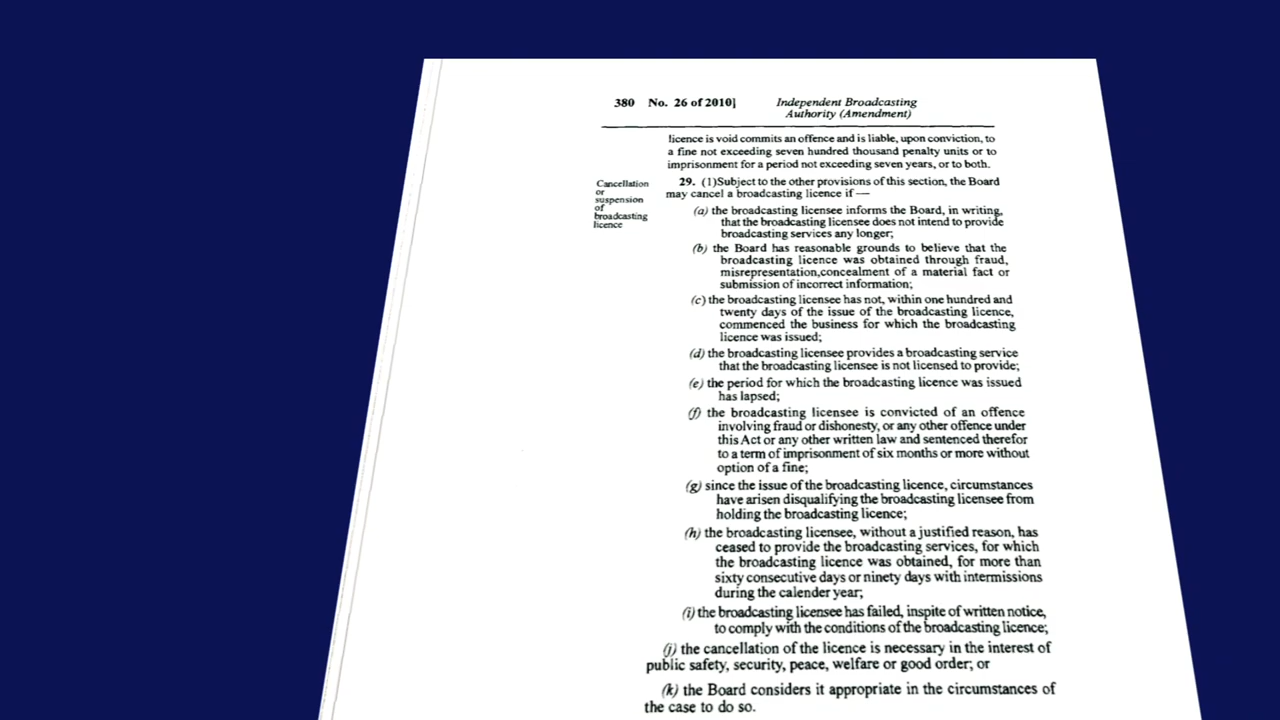 380 No. 26 of 2010]
Independent Broadcasting
Authority (Amendment)
licence is void commits an offence and is liable, upon conviction, to
a fine not exceeding seven hundred thousand penalty units or to
imprisonment for a period not exceeding seven years, or to both.
Cancellation
or
suspension
of
broadcasting
licence
29. (1)Subject to the other provisions of this section, the Board
may cancel a broadcasting licence if —
(a) the broadcasting licensee informs the Board, in writing,
that the broadcasting licensee does not intend to provide
broadcasting services any longer;
(b) the Board has reasonable grounds to believe that the
broadcasting licence was obtained through fraud,
misrepresentation,concealment of a material fact or
submission of incorrect information;
(c) the broadcasting licensee has not, within one hundred and
twenty days of the issue of the broadcasting licence,
commenced the business for which the broadcasting
licence was issued;
(d) the broadcasting licensee provides a broadcasting service
that the broadcasting licensee is not licensed to provide;
(e) the period for which the broadcasting licence was issued
has lapsed;
(f) the broadcasting licensee is convicted of an offence
involving fraud or dishonesty, or any other offence under
this Act or any other written law and sentenced therefor
to a term of imprisonment of six months or more without
option of a fine;
(g) since the issue of the broadcasting licence, circumstances
have arisen disqualifying the broadcasting licensee from
holding the broadcasting licence;
(h) the broadcasting licensee, without a justified reason, has
ceased to provide the broadcasting services, for which
the broadcasting licence was obtained, for more than
sixty consecutive days or ninety days with intermissions
during the calender year;
(i) the broadcasting licensee has failed, inspite of written notice,
to comply with the conditions of the broadcasting licence;
(j) the cancellation of the licence is necessary in the interest of
public safety, security, peace, welfare or good order; or
(k) the Board considers it appropriate in the circumstances of
the case to do so.